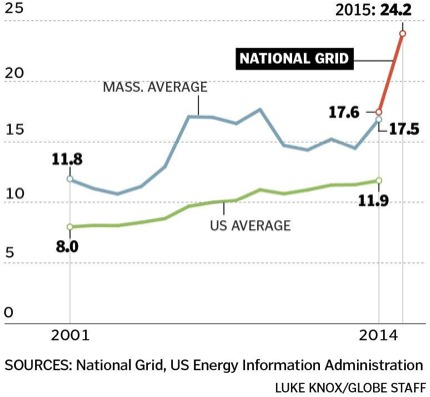 25
2015: 24.2
NATIONAL GRID
20
MASS. AVERAGE
17.6
17.5
15
11.8
10
11.9
US AVERAGE
8.0
5
0
2001
2014
SOURCES: National Grid, US Energy Information Administration
LUKE KNOX/GLOBE STAFF